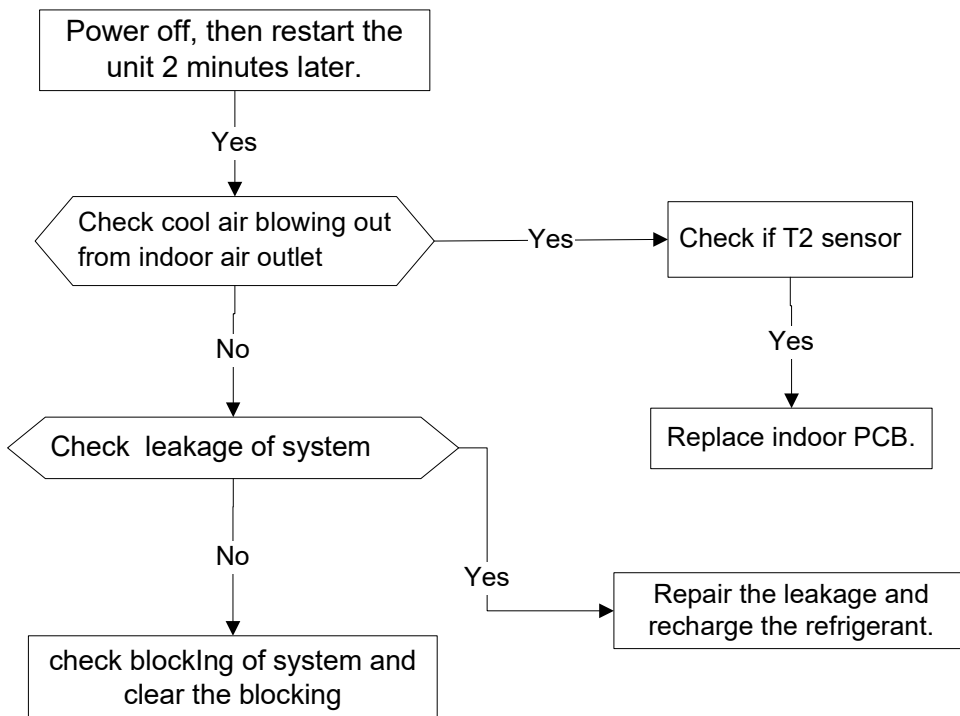 Power off, then restart the
unit 2 minutes later.
Yes
Check cool air blowing out
from indoor air outlet
Yes
Check if T2 sensor
Yes
Replace indoor PCB.
No
Check leakage of system
No
Yes
Repair the leakage and
recharge the refrigerant.
check blockIng of system and
clear the blocking